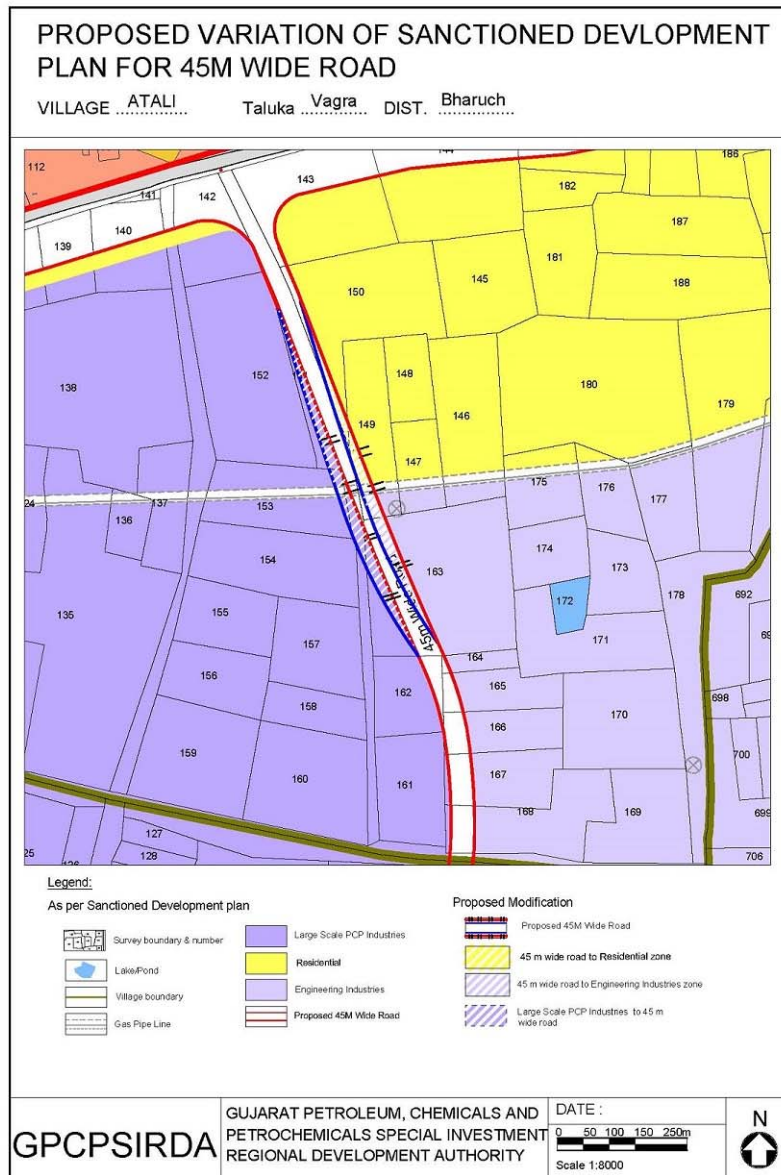 PROPOSED VARIATION OF SANCTIONED DEVLOPMENT
PLAN FOR 45M WIDE ROAD
VILLAGE ATALI Taluka Vagra DIST. Bharuch
112
141
142
143
186
182
139
140
187
181
145
150
188
152
148
180
138
149
146
179
147
175
176
177
24
137
153
136
174
154
163
173
172
178
692
135
155
45m Wide Road
171
157
164
156
162
165
698
158
170
166
159
700
160
161
167
168
169
699
127
25
128
706
Legend:
As per Sanctioned Development plan
Survey boundary & number
Lake/Pond
Village boundary
Gas Pipe Line
Large Scale PCP Industries
Residential
Engineering Industries
Proposed 45M Wide Road
Proposed Modification
Proposed 45M Wide Road
45 m wide road to Residential zone
45 m wide road to Engineering Industries zone
Large Scale PCP Industries to 45 m
wide road
GPCPSIRDA
GUJARAT PETROLEUM, CHEMICALS AND
PETROCHEMICALS SPECIAL INVESTMENT
REGIONAL DEVELOPMENT AUTHORITY
DATE :
0 50 100 150 250m
Scale 1:8000
N